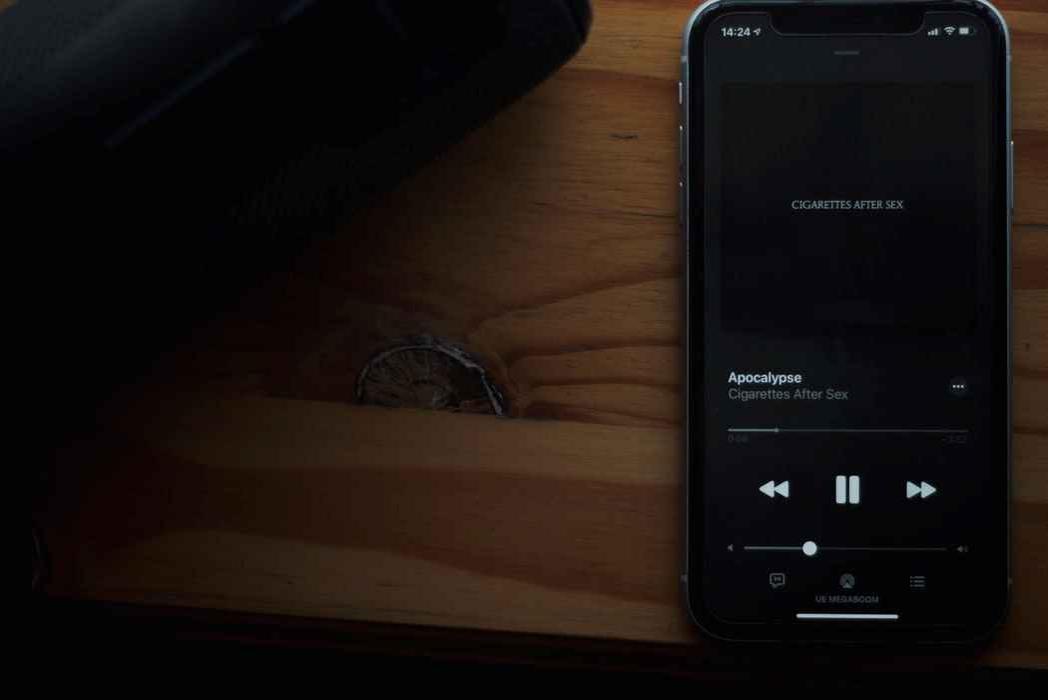 14:24
CIGARETTES AFTER SEX
Apocalypse
Cigarettes After Sex
UE MEGABOOM